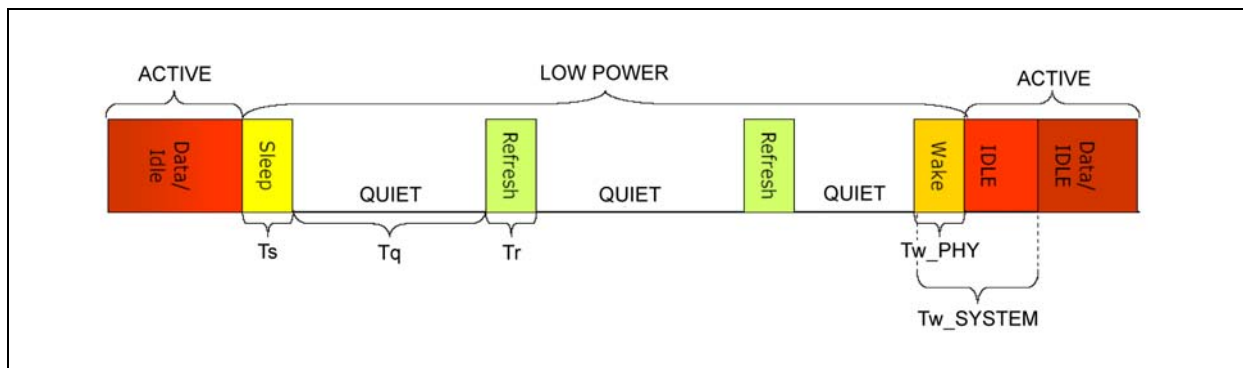 ACTIVE
LOW POWER
ACTIVE
Data/
Idle
Sleep
QUIET
Refresh
QUIET
Refresh
QUIET
Wake
IDLE
Data/
IDLE
Ts
Tq
Tr
Tw_PHY
Tw_SYSTEM